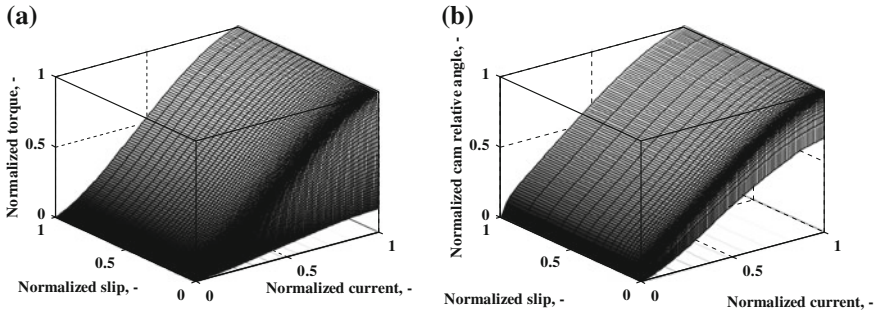 (a)
Normalized torque, -
1
0.5
0
1
0.5
0
Normalized slip, -
0
0.5
1
Normalized current, -
(b)
Normalized cam relative angle, -
1
0.5
0
1
0.5
0
Normalized slip, -
0
0.5
1
Normalized current, -